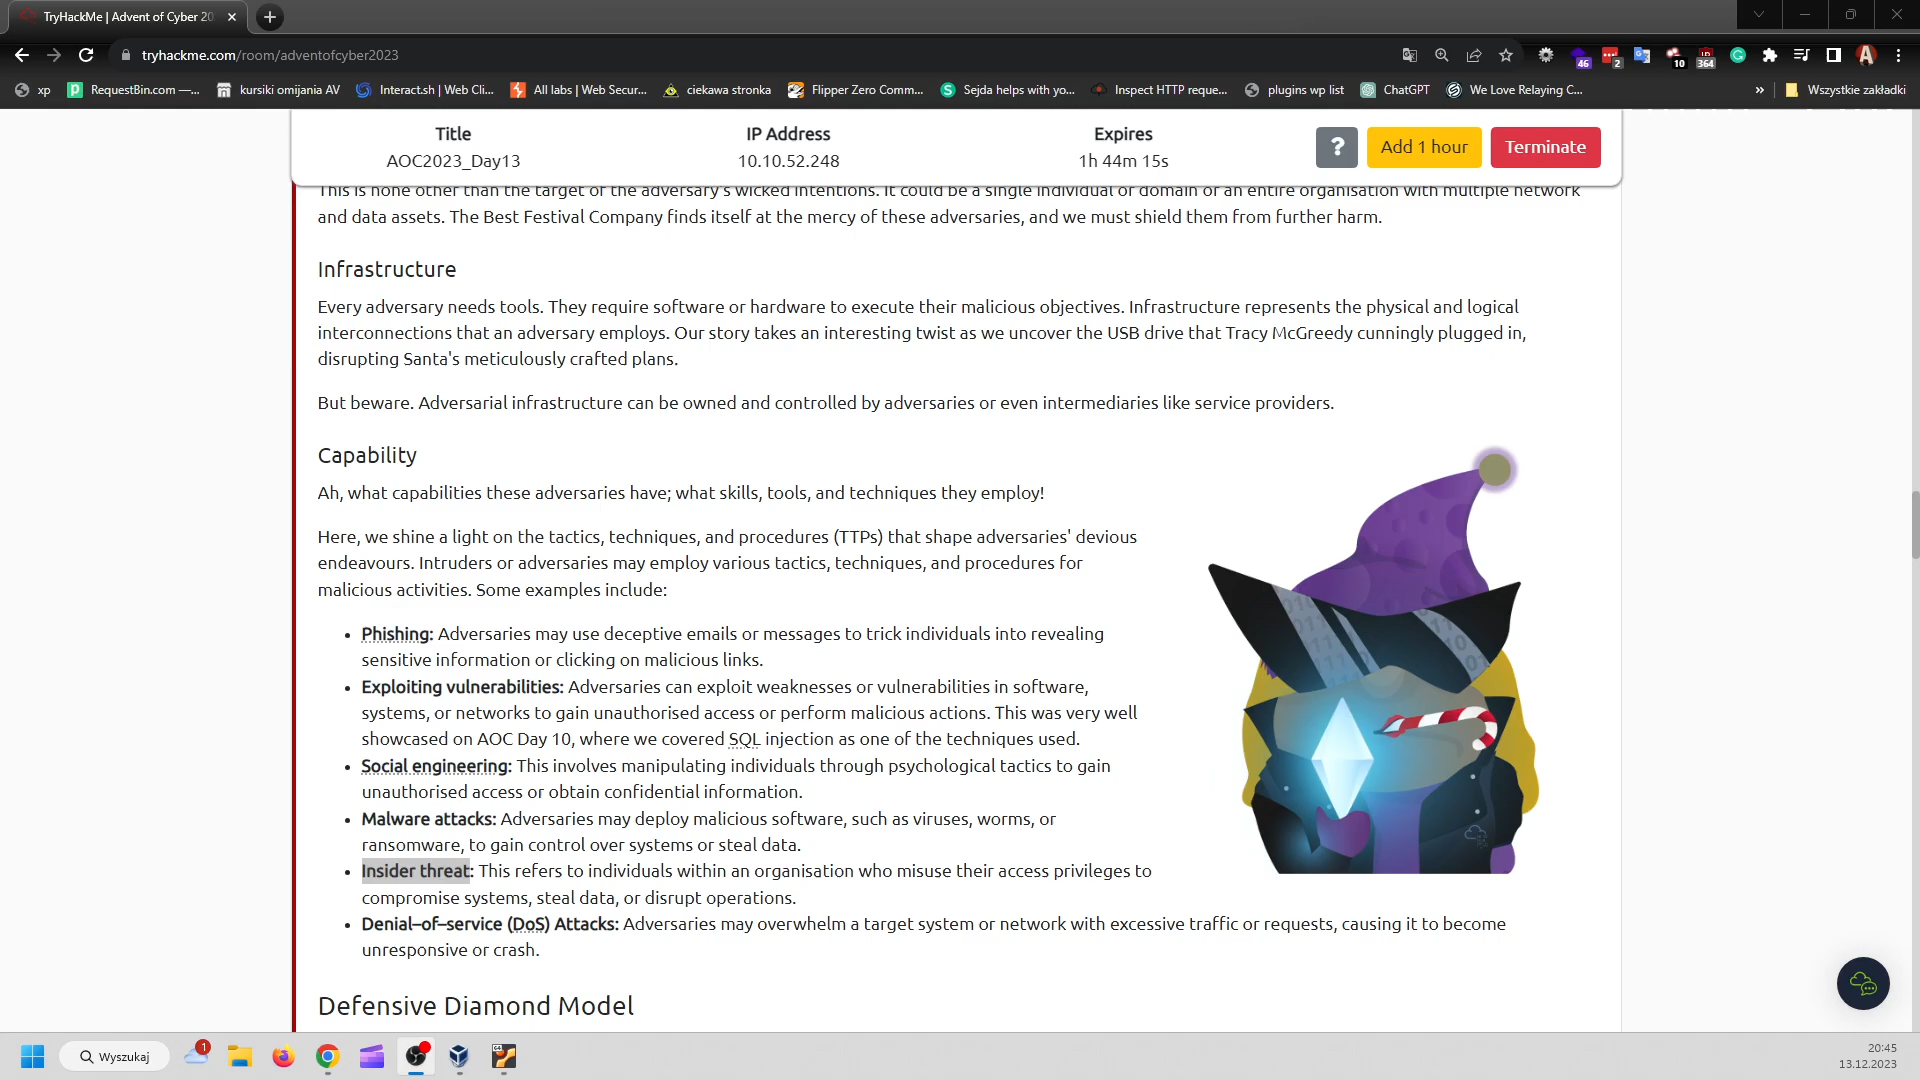 TryHackMe | Advent of Cyber 20
tryhackme.com/room/adventofcyber2023
46
2
10
364
xp
RequestBin.com —...
kursiki omijania AV
Interact.sh | Web Cli...
All labs | Web Secur...
ciekawa stronka
Flipper Zero Comm...
Sejda helps with yo...
Inspect HTTP reque...
plugins wp list
ChatGPT
We Love Relaying C...
»
Wszystkie zakładki
Title
IP Address
Expires
AOC2023_Day13
10.10.52.248
1h 44m 15s
?
Add 1 hour
Terminate
This is none other than the target of the adversary's wicked intentions. It could be a single individual or domain or an entire organisation with multiple network
and data assets. The Best Festival Company finds itself at the mercy of these adversaries, and we must shield them from further harm.
Infrastructure
Every adversary needs tools. They require software or hardware to execute their malicious objectives. Infrastructure represents the physical and logical
interconnections that an adversary employs. Our story takes an interesting twist as we uncover the USB drive that Tracy McGreedy cunningly plugged in,
disrupting Santa's meticulously crafted plans.
But beware. Adversarial infrastructure can be owned and controlled by adversaries or even intermediaries like service providers.
Capability
Ah, what capabilities these adversaries have; what skills, tools, and techniques they employ!
Here, we shine a light on the tactics, techniques, and procedures (TTPs) that shape adversaries' devious
endeavours. Intruders or adversaries may employ various tactics, techniques, and procedures for
malicious activities. Some examples include:
• Phishing: Adversaries may use deceptive emails or messages to trick individuals into revealing
sensitive information or clicking on malicious links.
• Exploiting vulnerabilities: Adversaries can exploit weaknesses or vulnerabilities in software,
systems, or networks to gain unauthorised access or perform malicious actions. This was very well
showcased on AOC Day 10, where we covered SQL injection as one of the techniques used.
• Social engineering: This involves manipulating individuals through psychological tactics to gain
unauthorised access or obtain confidential information.
• Malware attacks: Adversaries may deploy malicious software, such as viruses, worms, or
ransomware, to gain control over systems or steal data.
• Insider threat: This refers to individuals within an organisation who misuse their access privileges to
compromise systems, steal data, or disrupt operations.
• Denial–of–service (DoS) Attacks: Adversaries may overwhelm a target system or network with excessive traffic or requests, causing it to become
unresponsive or crash.
Defensive Diamond Model
Wyszukaj
1
64
20:45
13.12.2023